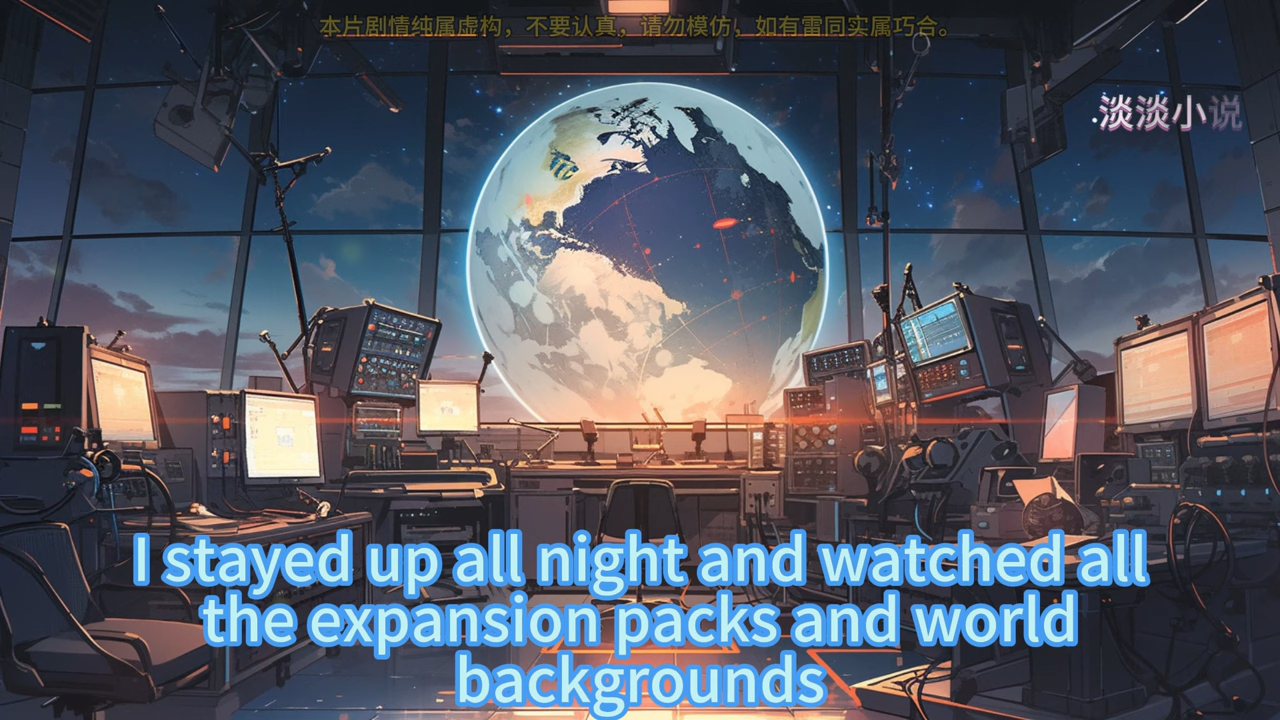 本片剧情纯属虚构，不要认真，请勿模仿，如有雷同实属巧合。
.淡淡小说
I stayed up all night and watched all
the expansion packs and world
backgrounds